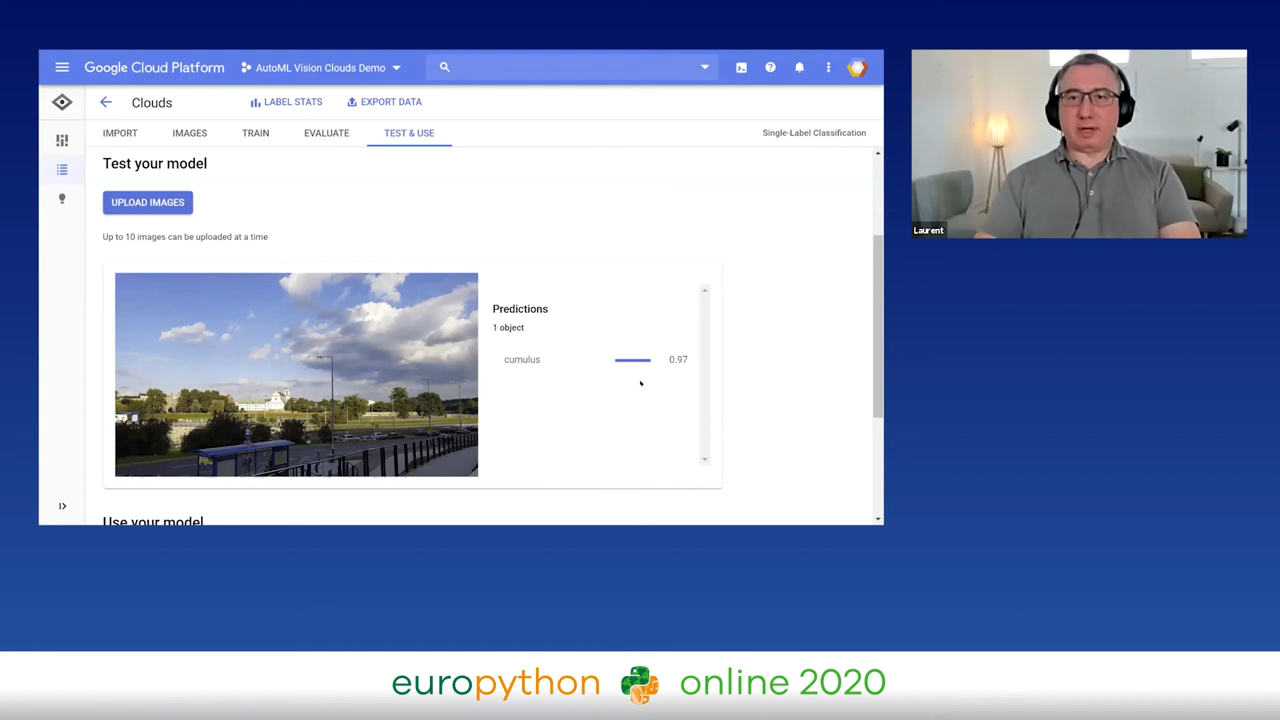 Google Cloud Platform
AutoML Vision Clouds Demo
Clouds
LABEL STATS
EXPORT DATA
IMPORT
IMAGES
TRAIN
EVALUATE
TEST & USE
Single-Label Classification
Test your model
UPLOAD IMAGES
Up to 10 images can be uploaded at a time
Predictions
1 object
cumulus
0.97
Use your model
Laurent
europython online 2020